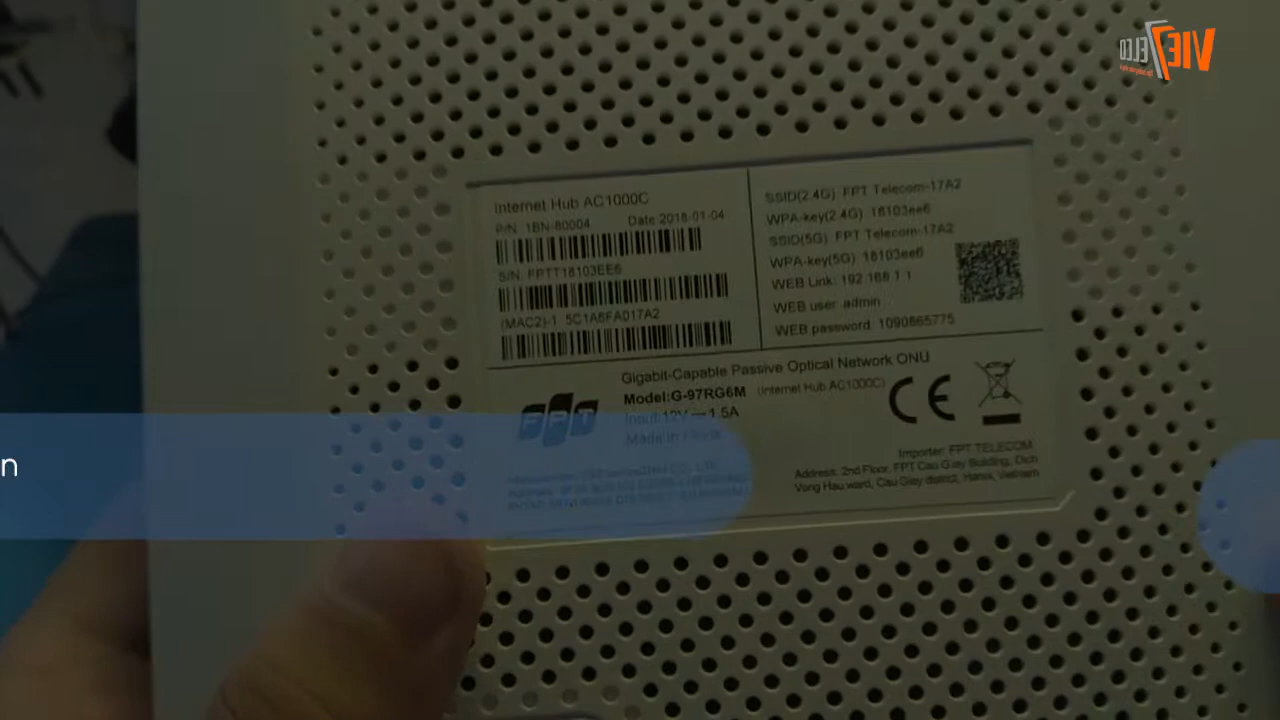 Internet Hub AC1000C
P/N: 1BN-80004 Date 2018-01-04
S/N: FPTT18103EE6
(MAC2)-1 5C1A6FA017A2
SSID(2.4G): FPT Telecom-17A2
WPA-key(2.4G): 18103ee6
SSID(5G): FPT Telecom-17A2
WPA-key(5G): 18103ee6
WEB Link: 192.168.1.1
WEB user: admin
WEB password: 1090865775
Gigabit-Capable Passive Optical Network ONU
Model:G-97RG6M (Internet Hub AC1000C)
Input:12V 1.5A
Made in
FPT
CE
Importer: FPT TELECOM
Address: 2nd Floor, FPT Cau Giay Building, Dich
Vong Hau ward, Cau Giay district, Hanoi, Vietnam
n
VIE ELCO